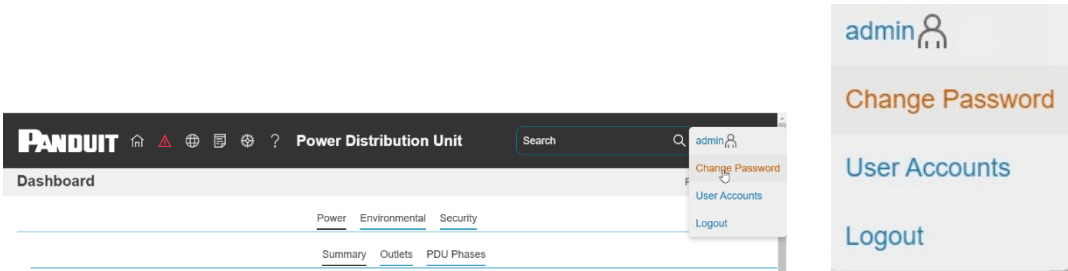 PANDUIT ? Power Distribution Unit Search admin
Dashboard
Change Password
User Accounts
Logout
Power Environmental Security
Summary Outlets PDU Phases
admin
Change Password
User Accounts
Logout